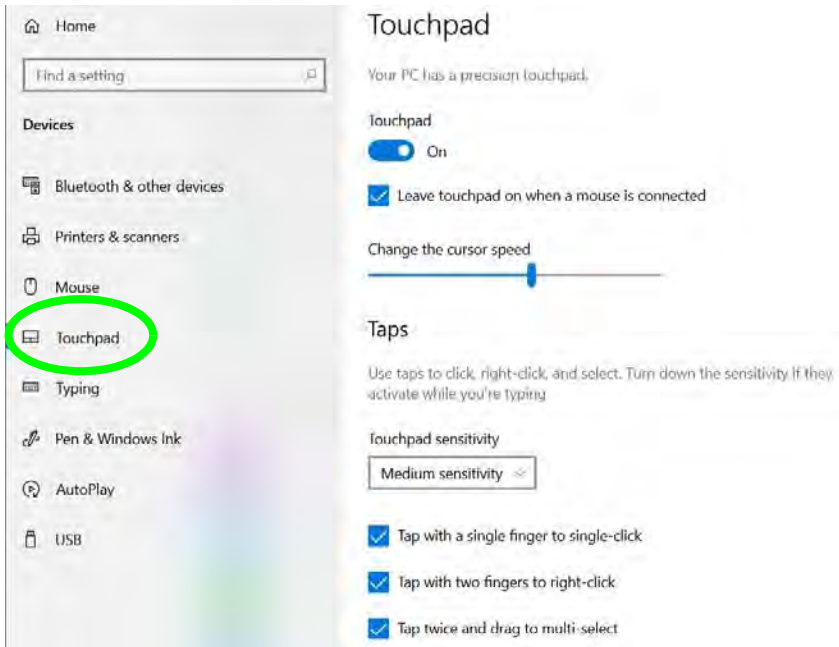 Home
Find a setting
Devices
Bluetooth & other devices
Printers & scanners
Mouse
Touchpad
Typing
Pen & Windows Ink
AutoPlay
USB
Touchpad
Your PC has a precision touchpad.
Touchpad
On
Leave touchpad on when a mouse is connected
Change the cursor speed
Taps
Use taps to click, right-click, and select. Turn down the sensitivity if they
activate while you're typing
Touchpad sensitivity
Medium sensitivity
Tap with a single finger to single-click
Tap with two fingers to right-click
Tap twice and drag to multi-select